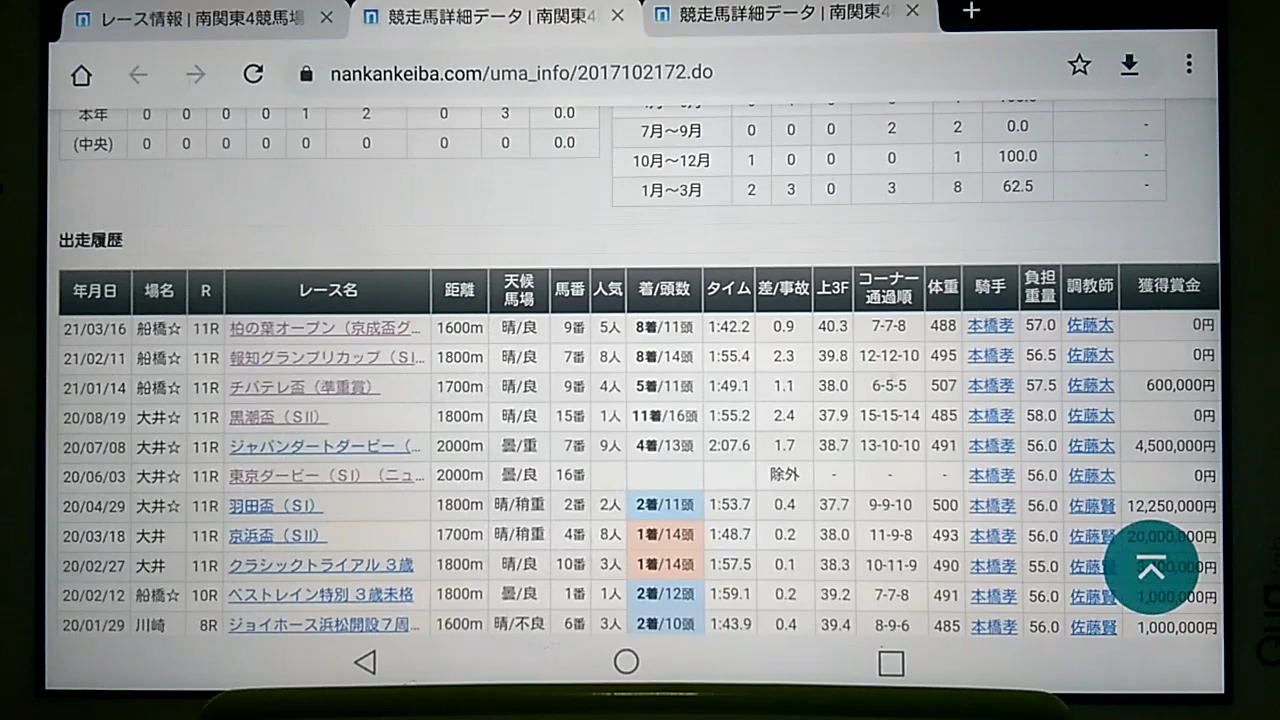 レース情報 | 南関東4競馬場
競走馬詳細データ | 南関東4
競走馬詳細データ | 南関東4
nankankeiba.com/uma_info/2017102172.do
本年 0 0 0 0 1 2 0 3 0.0
(中央) 0 0 0 0 0 0 0 0 0.0
7月～9月 0 0 0 2 2 0.0 -
10月～12月 1 0 0 0 1 100.0 -
1月～3月 2 3 0 3 8 62.5 -
出走履歴
年月日 場名 R レース名 距離 天候馬場 馬番 人気 着/頭数 タイム 差/事故 上3F コーナー通過順 体重 騎手 負担重量 調教師 獲得賞金
21/03/16 船橋☆ 11R 柏の葉オープン（京成盃グ... 1600m 晴/良 9番 5人 8着/11頭 1:42.2 0.9 40.3 7-7-8 488 本橋孝 57.0 佐藤太 0円
21/02/11 船橋☆ 11R 報知グランプリカップ（ＳⅠ... 1800m 晴/良 7番 8人 8着/14頭 1:55.4 2.3 39.8 12-12-10 495 本橋孝 56.5 佐藤太 0円
21/01/14 船橋☆ 11R チバテレ盃（準重賞） 1700m 晴/良 9番 4人 5着/11頭 1:49.1 1.1 38.0 6-5-5 507 本橋孝 57.5 佐藤太 600,000円
20/08/19 大井☆ 11R 黒潮盃（ＳⅡ） 1800m 晴/良 15番 1人 11着/16頭 1:55.2 2.4 37.9 15-15-14 485 本橋孝 58.0 佐藤太 0円
20/07/08 大井☆ 11R ジャパンダートダービー（... 2000m 曇/重 7番 9人 4着/13頭 2:07.6 1.7 38.7 13-10-10 491 本橋孝 56.0 佐藤太 4,500,000円
20/06/03 大井☆ 11R 東京ダービー（ＳⅠ）（ニュ... 2000m 曇/良 16番 除外 - - - 本橋孝 56.0 佐藤太 0円
20/04/29 大井☆ 11R 羽田盃（ＳⅠ） 1800m 晴/稍重 2番 2人 2着/11頭 1:53.7 0.4 37.7 9-9-10 500 本橋孝 56.0 佐藤賢 12,250,000円
20/03/18 大井 11R 京浜盃（ＳⅡ） 1700m 晴/稍重 4番 8人 1着/14頭 1:48.7 0.2 38.0 11-9-8 493 本橋孝 56.0 佐藤賢 20,000,000円
20/02/27 大井 11R クラシックトライアル ３歳 1800m 晴/良 10番 3人 1着/14頭 1:57.5 0.1 38.3 10-11-9 490 本橋孝 55.0 佐藤賢
20/02/12 船橋☆ 10R ベストレイン特別 ３歳未格 1800m 曇/良 1番 1人 2着/12頭 1:59.1 0.2 39.2 7-7-8 491 本橋孝 56.0 佐藤賢 1,000,000円
20/01/29 川崎 8R ジョイホース浜松開設７周... 1600m 晴/不良 6番 3人 2着/10頭 1:43.9 0.4 39.4 8-9-6 485 本橋孝 56.0 佐藤賢 1,000,000円